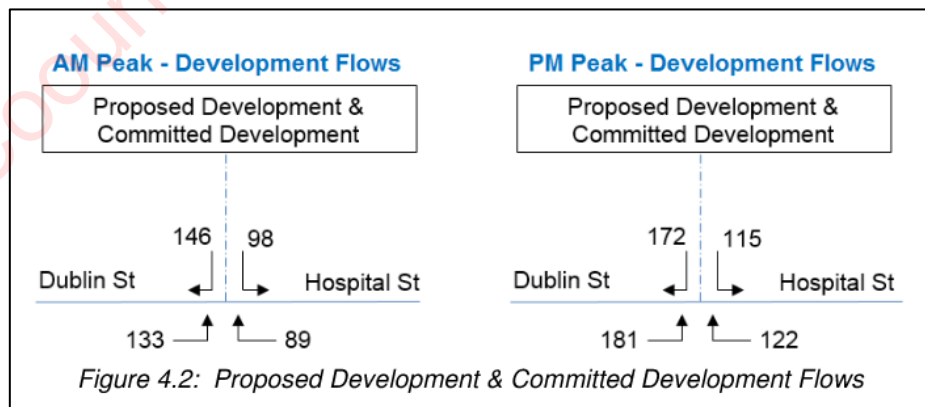 AM Peak - Development Flows
Proposed Development &
Committed Development
146 98
Dublin St Hospital St
133 89
PM Peak - Development Flows
Proposed Development &
Committed Development
172 115
Dublin St Hospital St
181 122
Figure 4.2: Proposed Development & Committed Development Flows